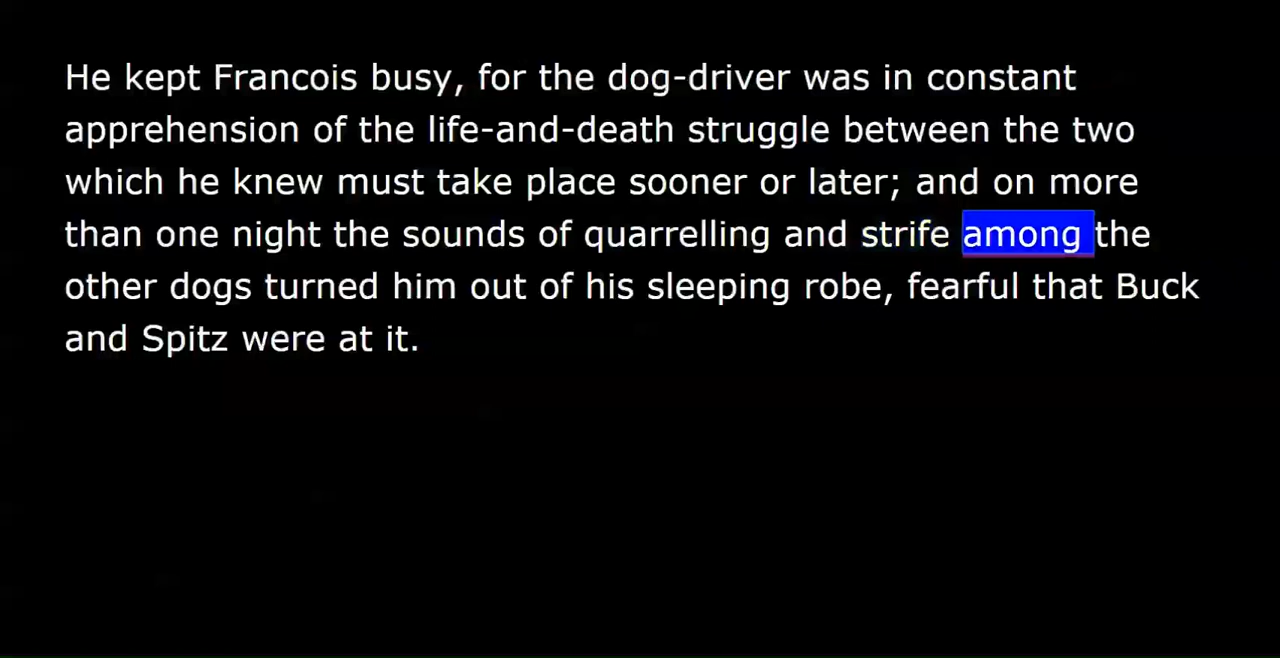 He kept Francois busy, for the dog-driver was in constant
apprehension of the life-and-death struggle between the two
which he knew must take place sooner or later; and on more
than one night the sounds of quarrelling and strife among the
other dogs turned him out of his sleeping robe, fearful that Buck
and Spitz were at it.